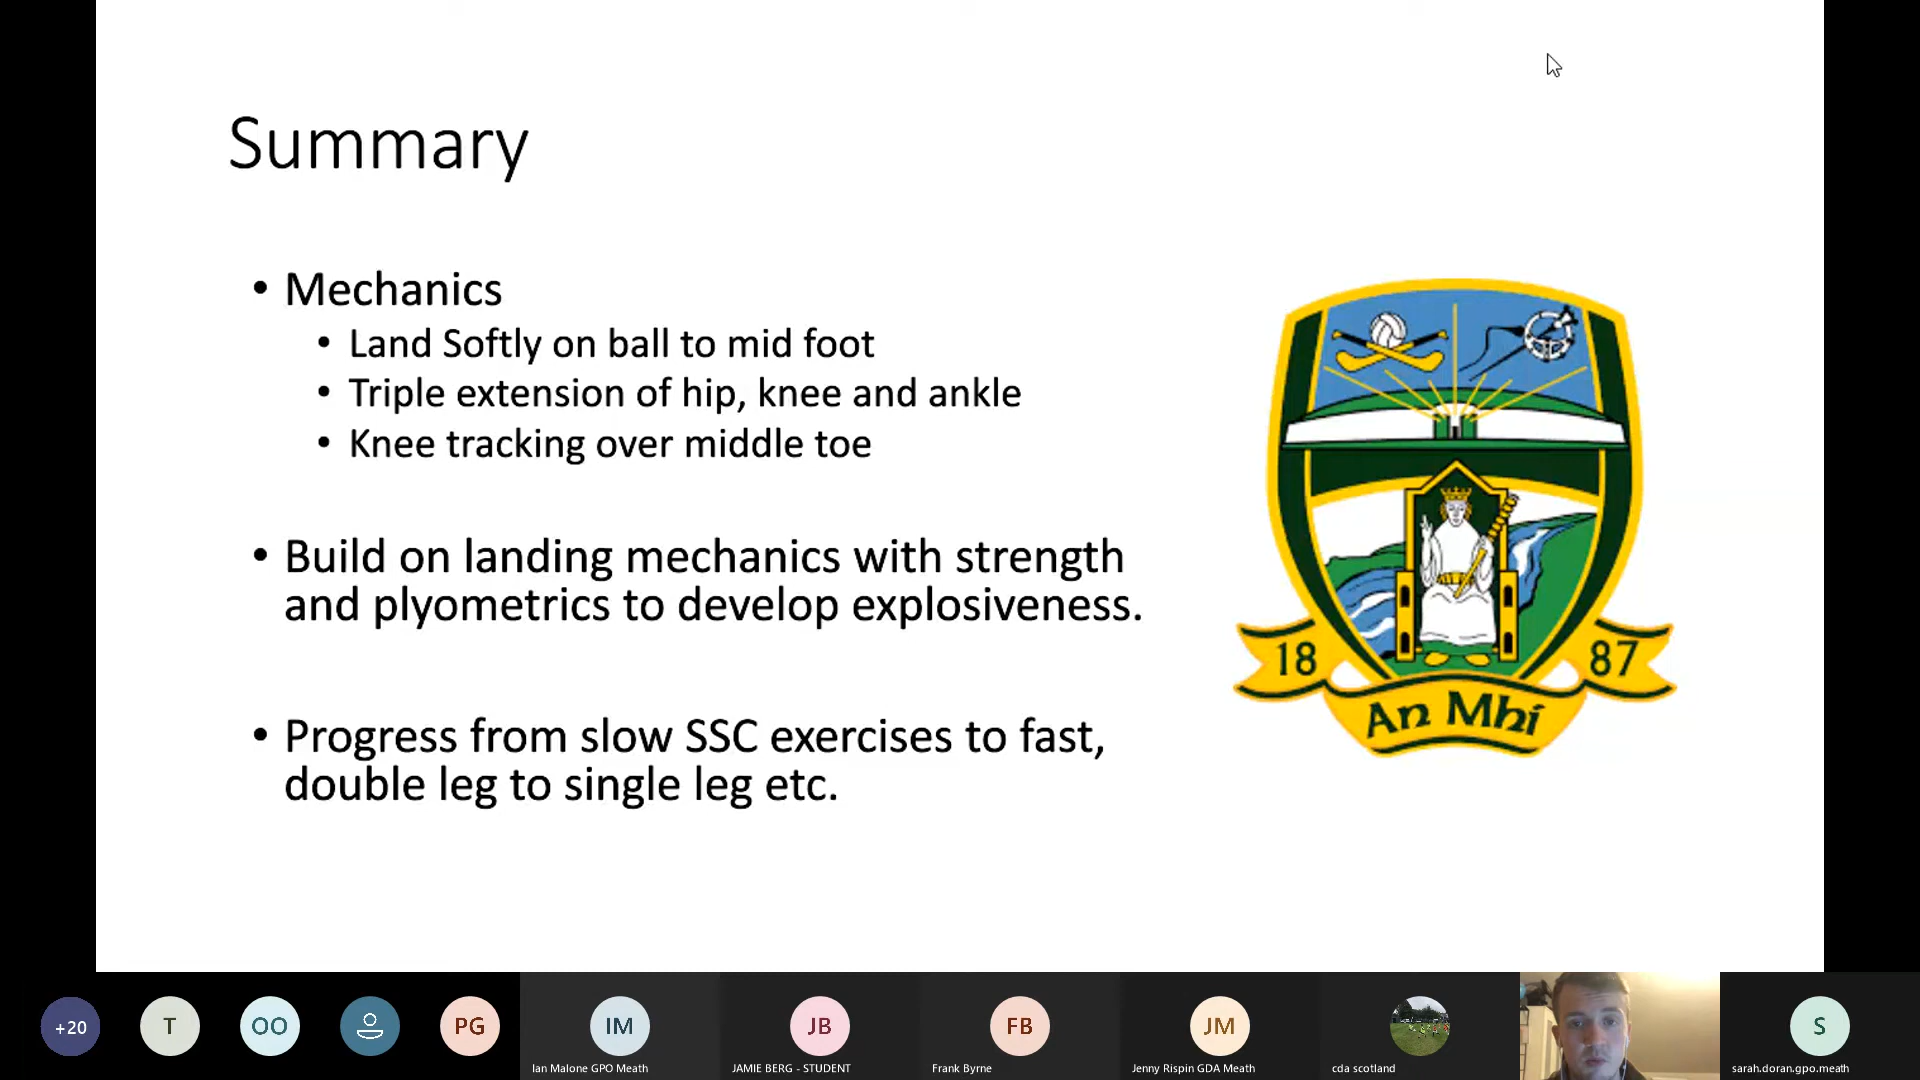 Summary
• Mechanics
• Land Softly on ball to mid foot
• Triple extension of hip, knee and ankle
• Knee tracking over middle toe
• Build on landing mechanics with strength
and plyometrics to develop explosiveness.
• Progress from slow SSC exercises to fast,
double leg to single leg etc.
18 87
An Mhí
+20 T OO PG IM JB FB JM S
Ian Malone GPO Meath JAMIE BERG - STUDENT Frank Byrne Jenny Rispin GDA Meath cda scotland sarah.doran.gpo.meath